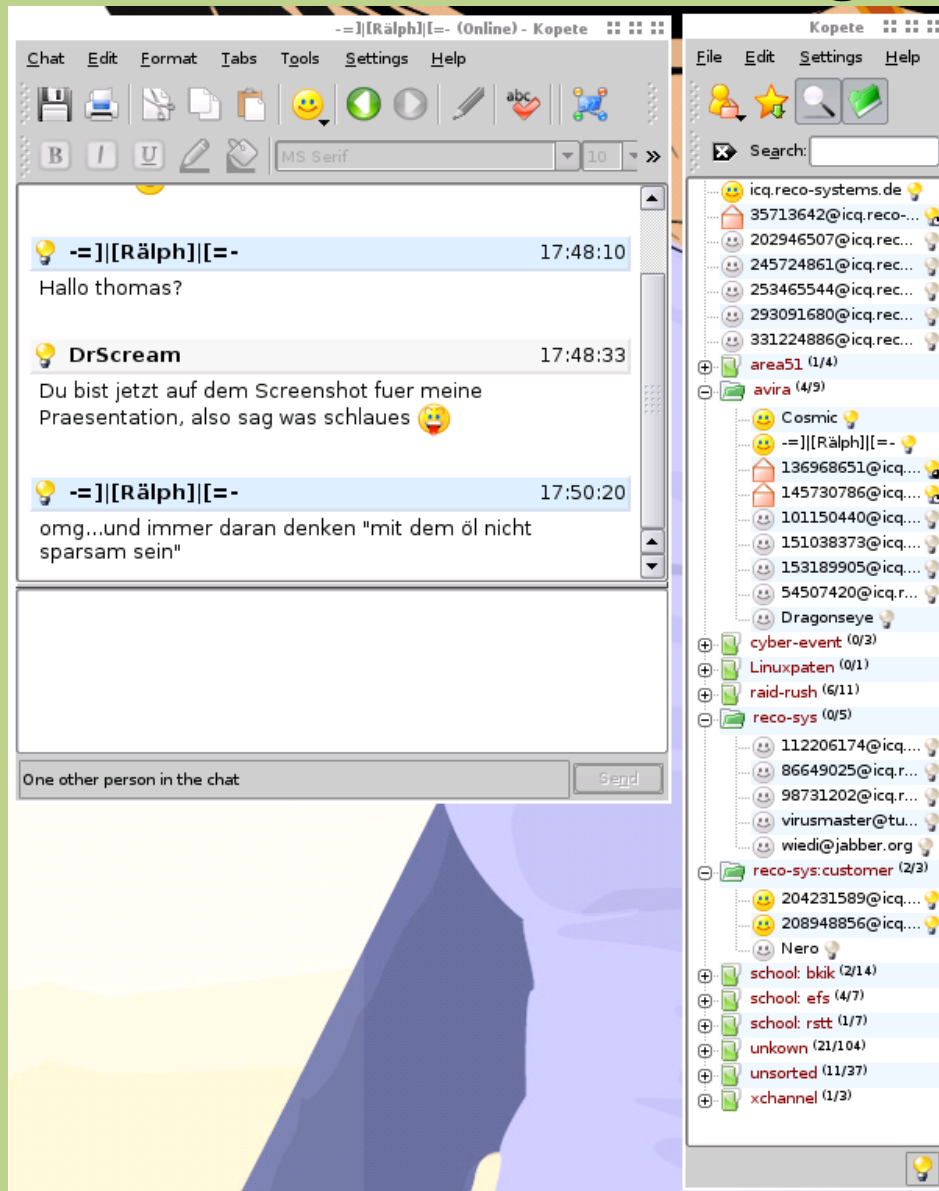 -=]|[Rälph]|[=- (Online) - Kopete
Chat Edit Format Tabs Tools Settings Help
abc
B I U MS Serif 10 »
-=]|[Rälph]|[=- 17:48:10
Hallo thomas?
DrScream 17:48:33
Du bist jetzt auf dem Screenshot fuer meine
Praesentation, also sag was schlaues
-=]|[Rälph]|[=- 17:50:20
omg...und immer daran denken "mit dem öl nicht
sparsam sein"
One other person in the chat Send
Kopete
File Edit Settings Help
Search:
icq.reco-systems.de
35713642@icq.reco-...
202946507@icq.rec...
245724861@icq.rec...
253465544@icq.rec...
293091680@icq.rec...
331224886@icq.rec...
area51 (1/4)
avira (4/9)
Cosmic
-=]|[Rälph]|[=-
136968651@icq....
145730786@icq....
101150440@icq....
151038373@icq....
153189905@icq....
54507420@icq.r...
Dragonseye
cyber-event (0/3)
Linuxpaten (0/1)
raid-rush (6/11)
reco-sys (0/5)
112206174@icq....
86649025@icq.r...
98731202@icq.r...
virusmaster@tu...
wiedi@jabber.org
reco-sys:customer (2/3)
204231589@icq....
208948856@icq....
Nero
school: bkik (2/14)
school: efs (4/7)
school: rstt (1/7)
unkown (21/104)
unsorted (11/37)
xchannel (1/3)